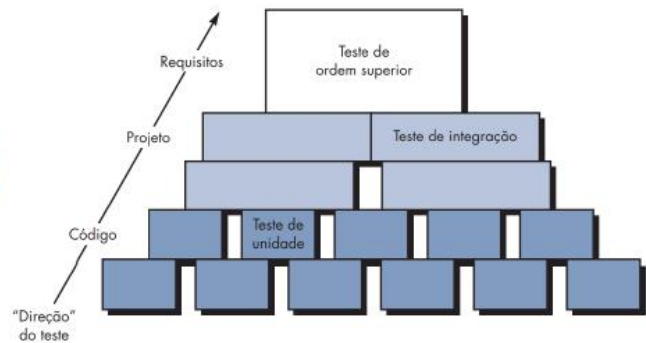 Teste de
ordem superior
Requisitos
Projeto
Teste de integração
Código
Teste de
unidade
"Direção"
do teste